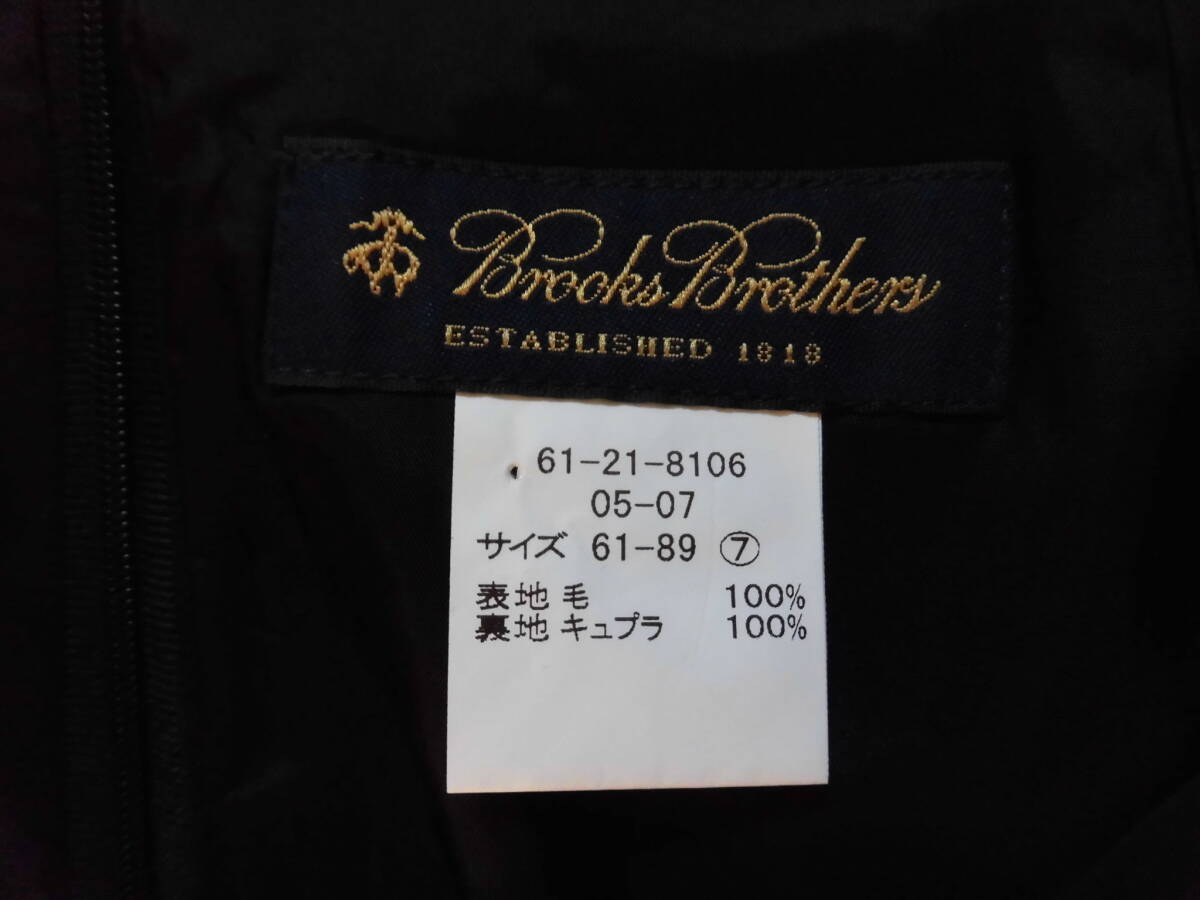 Brooks Brothers
ESTABLISHED 1818
61-21-8106
05-07
サイズ 61-89 ⑦
表地 毛 100%
裏地 キュプラ 100%